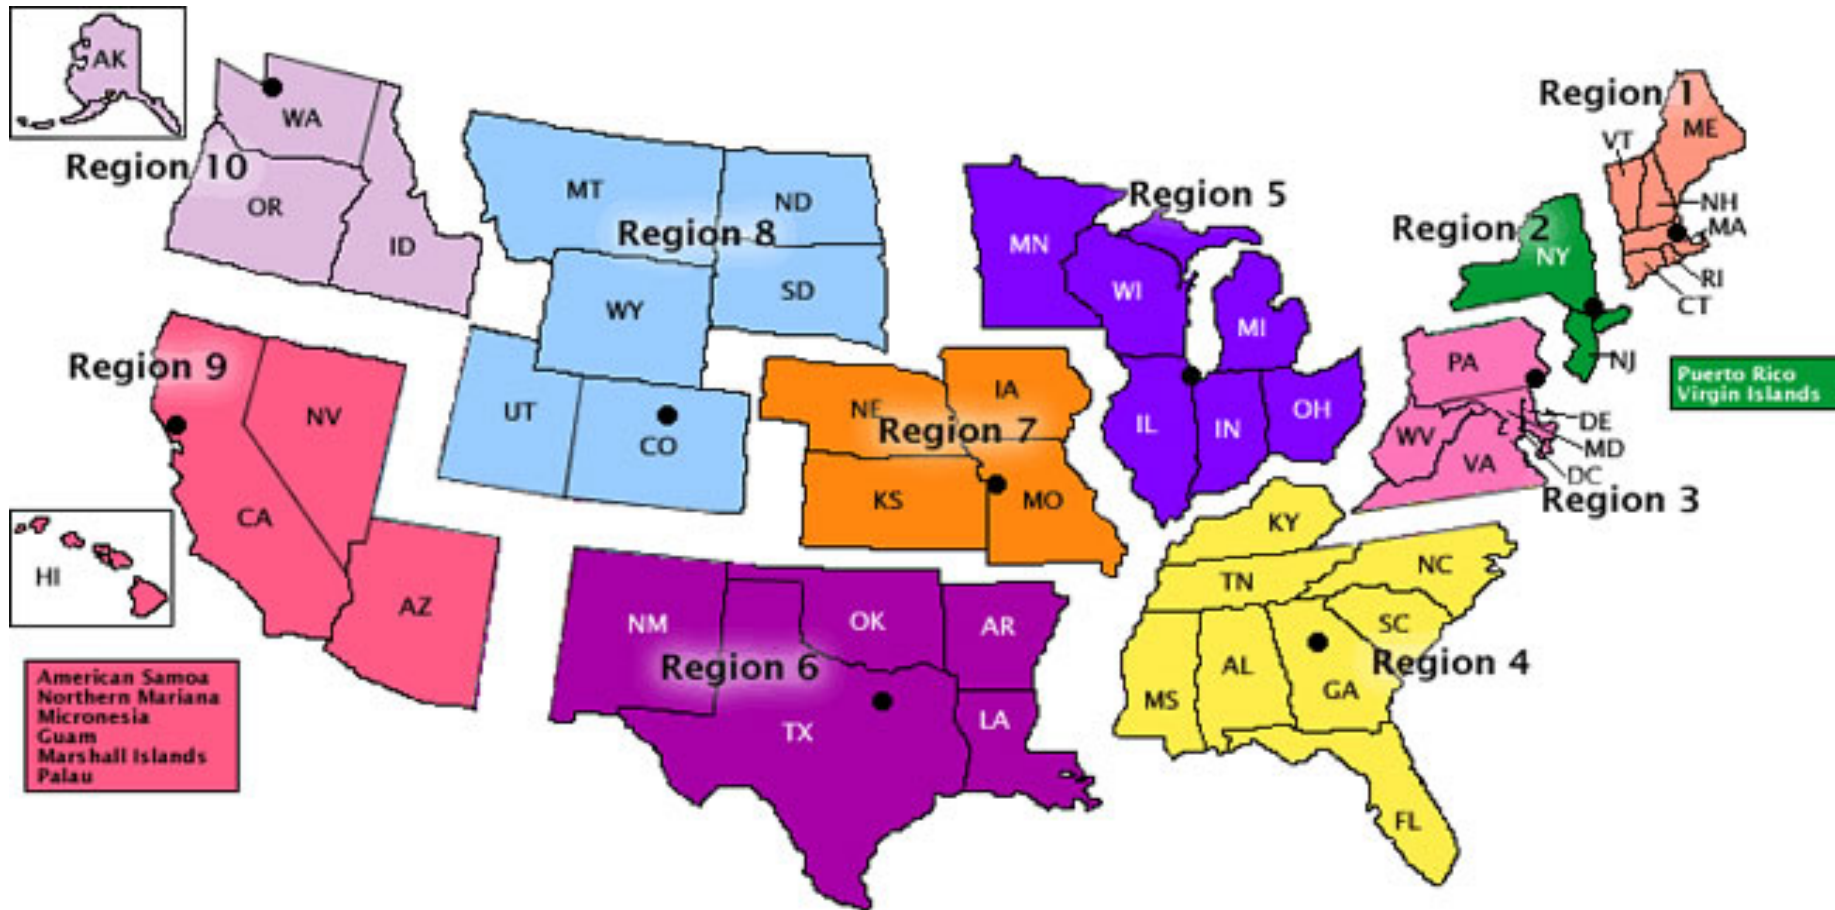 AK
WA
Region 10
OR
ID
MT
ND
Region 8
SD
WY
UT
CO
Region 9
NV
CA
AZ
HI
American Samoa
Northern Mariana
Micronesia
Guam
Marshall Islands
Palau
NM
OK
AR
Region 6
TX
LA
NE
IA
Region 7
KS
MO
Region 5
MN
WI
MI
IL
IN
OH
KY
TN
NC
SC
Region 4
MS
AL
GA
FL
Region 1
ME
VT
NH
MA
RI
CT
Region 2
NY
NJ
Puerto Rico
Virgin Islands
PA
DE
WV
MD
VA
DC
Region 3